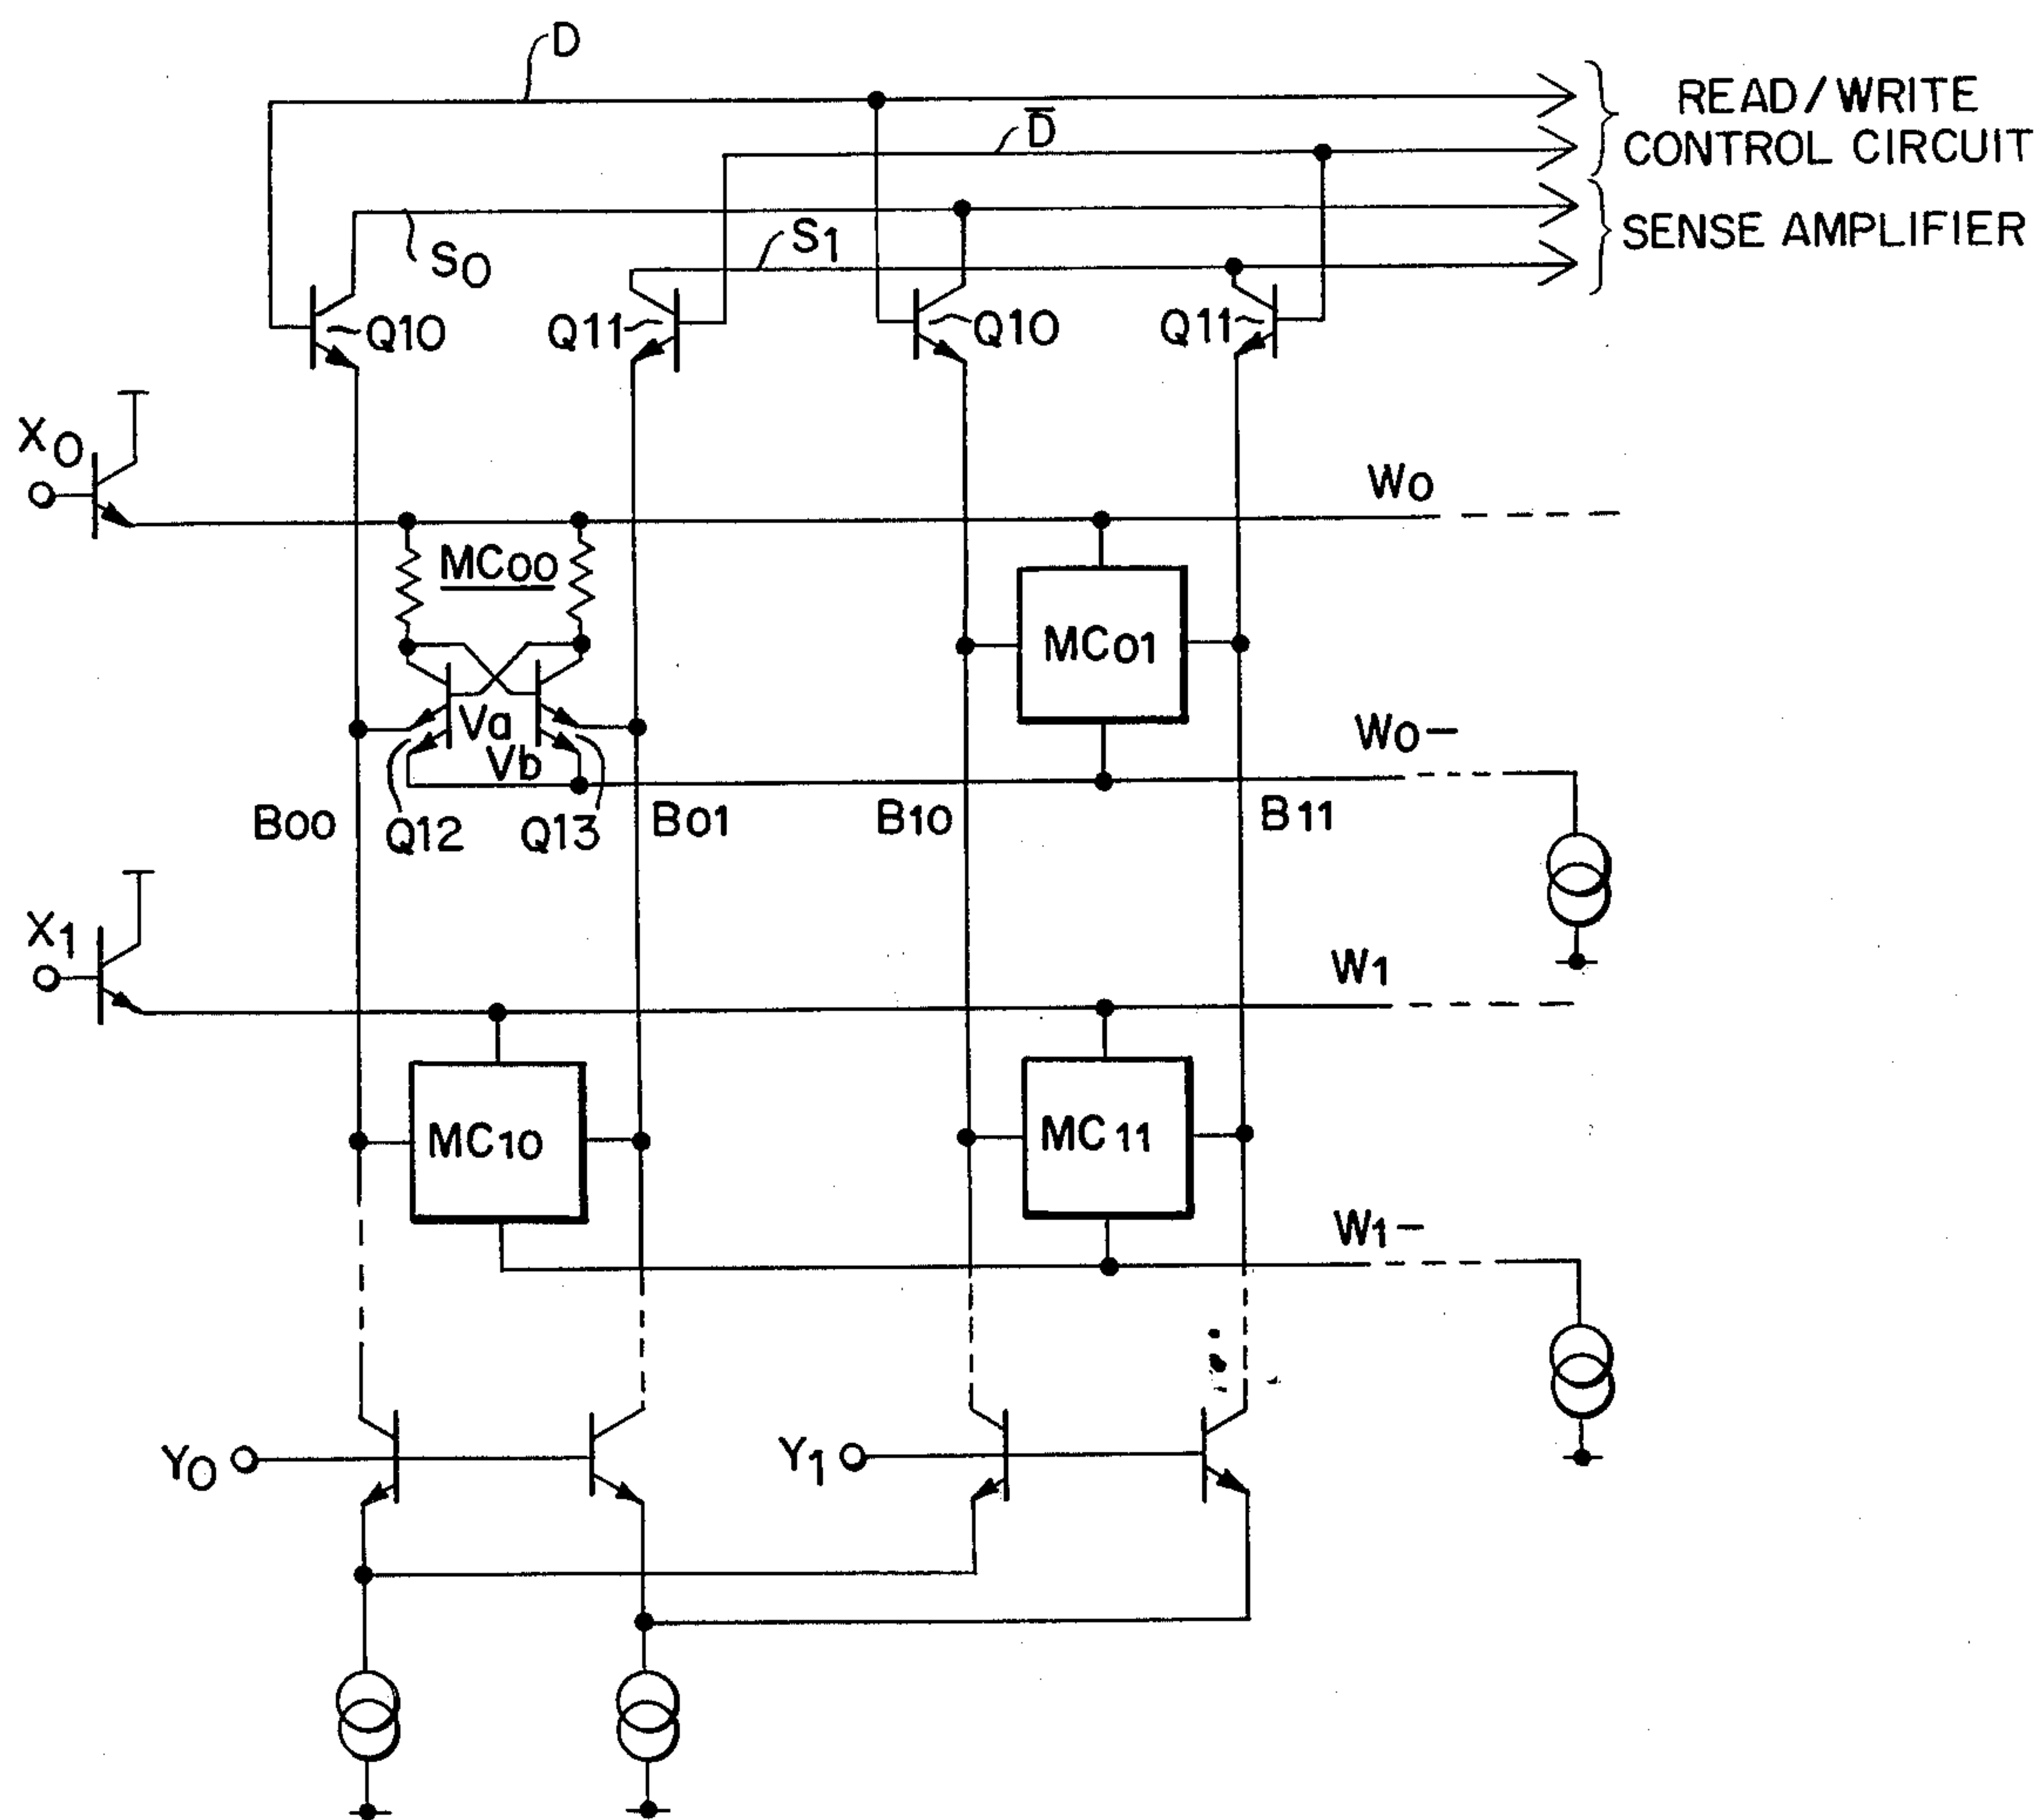 D
READ/WRITE
CONTROL CIRCUIT
D̅
S0
S1
SENSE AMPLIFIER
Q10
Q11
Q10
Q11
X0
W0
MC00
MC01
Va
Vb
W0−
B00
Q12
Q13
B01
B10
B11
X1
W1
MC10
MC11
W1−
Y0
Y1